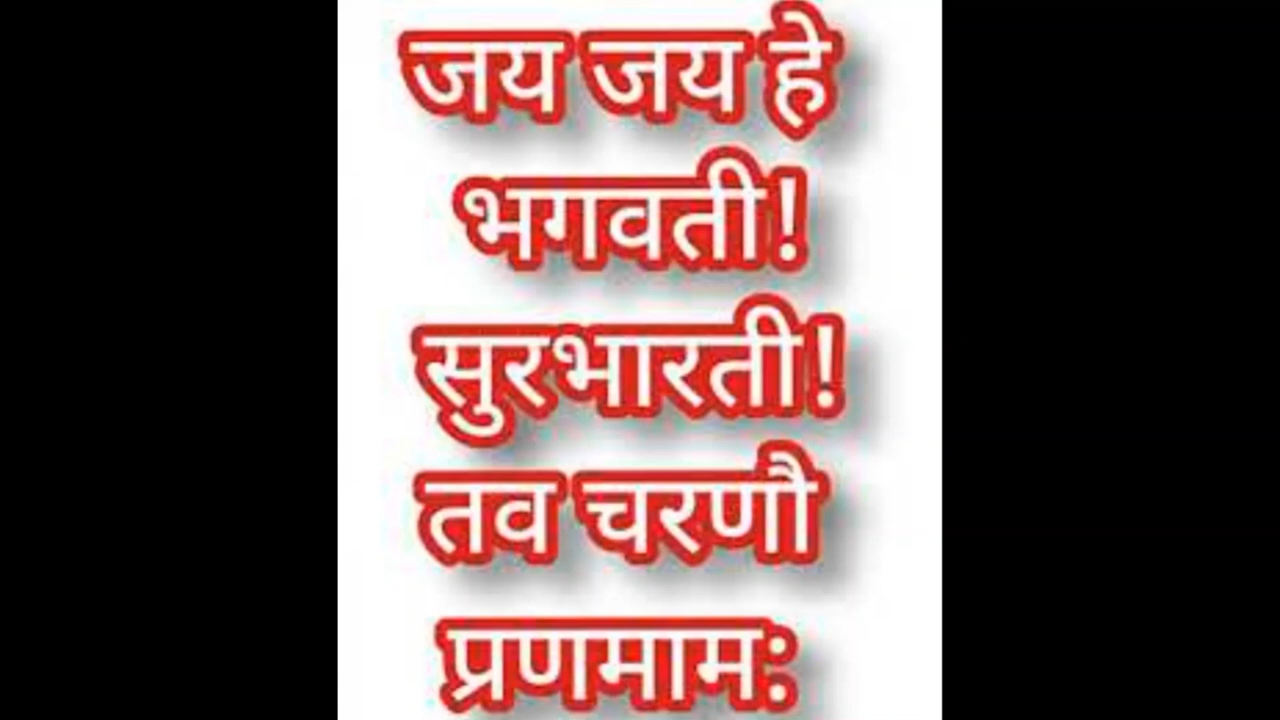 जय जय हे
भगवती!
सुरभारती!
तव चरणौ
प्रणमाम: